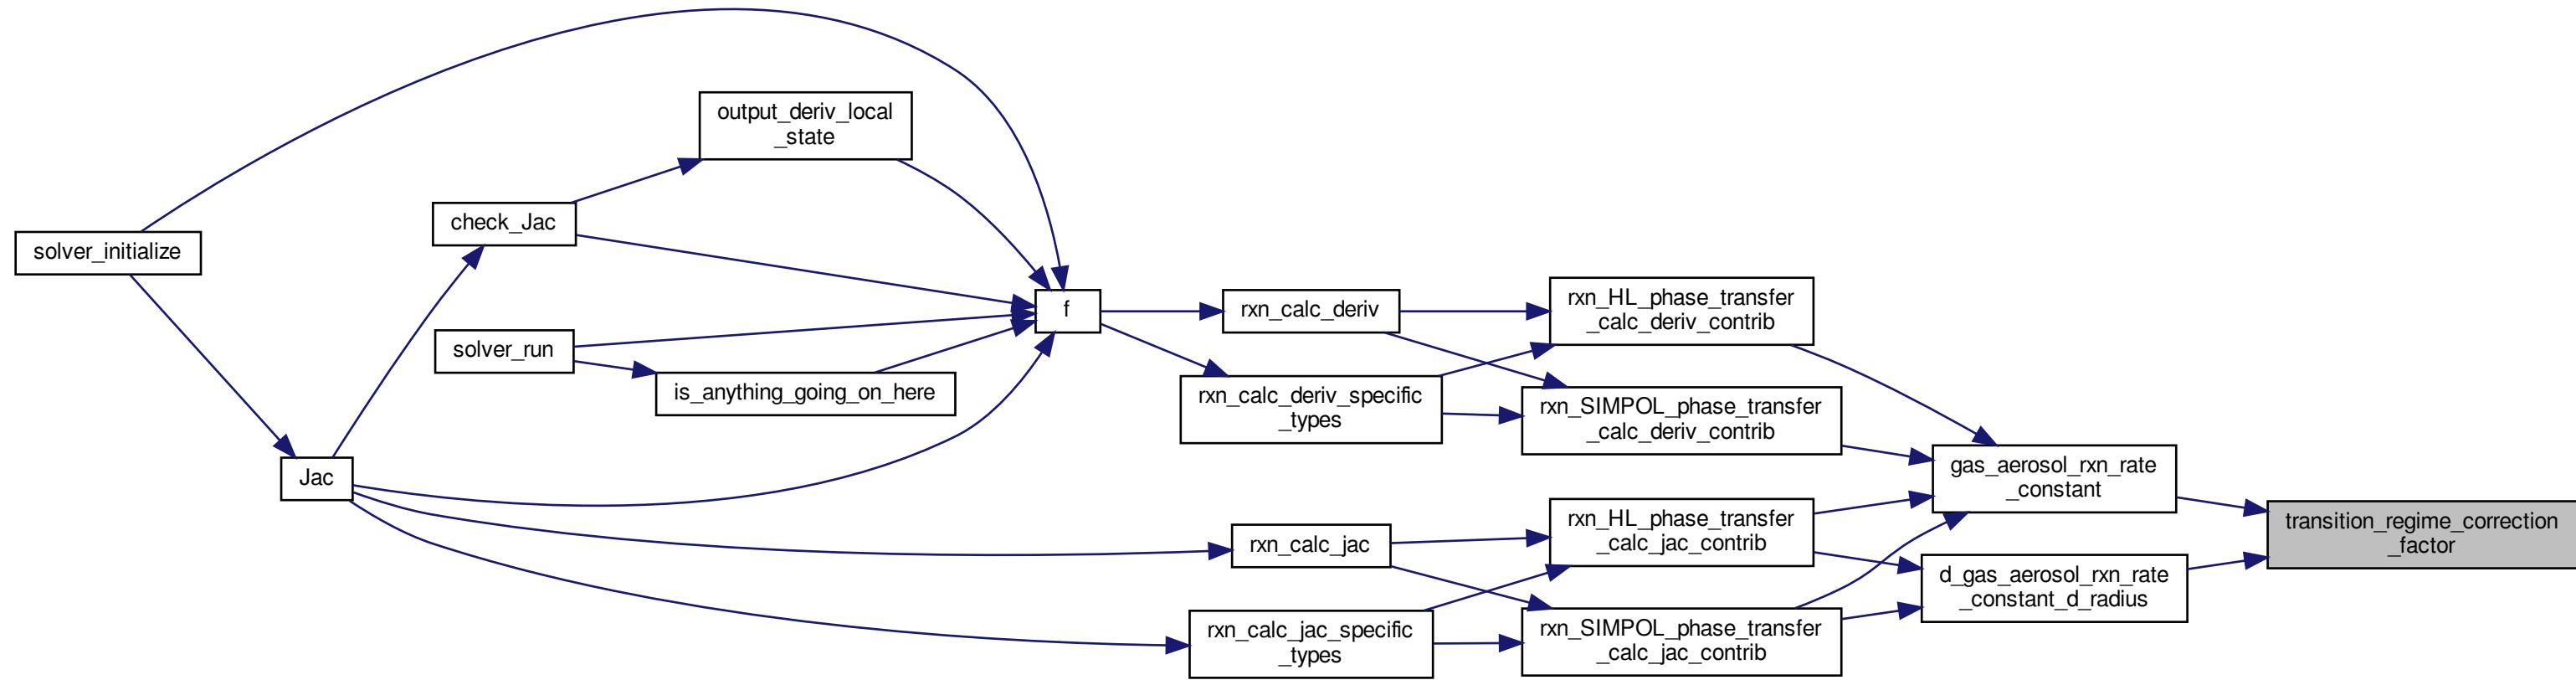 output_deriv_local
_state
check_Jac
solver_initialize
f
rxn_calc_deriv
rxn_HL_phase_transfer
_calc_deriv_contrib
solver_run
is_anything_going_on_here
rxn_calc_deriv_specific
_types
rxn_SIMPOL_phase_transfer
_calc_deriv_contrib
Jac
gas_aerosol_rxn_rate
_constant
rxn_HL_phase_transfer
_calc_jac_contrib
transition_regime_correction
_factor
rxn_calc_jac
d_gas_aerosol_rxn_rate
_constant_d_radius
rxn_calc_jac_specific
_types
rxn_SIMPOL_phase_transfer
_calc_jac_contrib